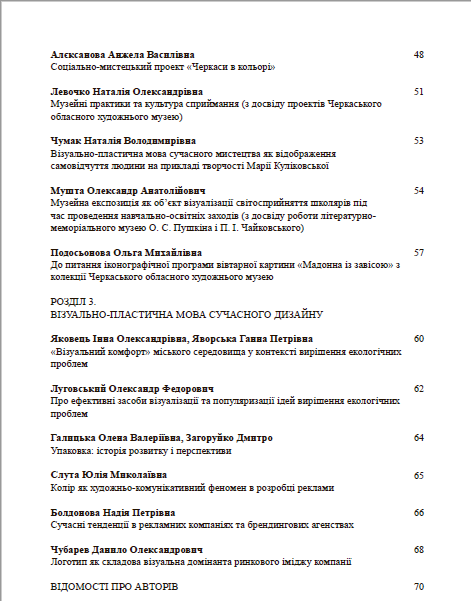 Алєксанова Анжела Василівна 48
Соціально-мистецький проект «Черкаси в кольорі»
Левочко Наталія Олександрівна 51
Музейні практики та культура сприймання (з досвіду проектів Черкаського
обласного художнього музею)
Чумак Наталія Володимирівна 53
Візуально-пластична мова сучасного мистецтва як відображення
самовідчуття людини на прикладі творчості Марії Куліковської
Мушта Олександр Анатолійович 54
Музейна експозиція як об’єкт візуалізації світосприйняття школярів під
час проведення навчально-освітніх заходів (з досвіду роботи літературно-
меморіального музею О. С. Пушкіна і П. І. Чайковського)
Подосьонова Ольга Михайлівна 57
До питання іконографічної програми вівтарної картини «Мадонна із завісою» з
колекції Черкаського обласного художнього музею
РОЗДІЛ 3.
ВІЗУАЛЬНО-ПЛАСТИЧНА МОВА СУЧАСНОГО ДИЗАЙНУ
Яковець Інна Олександрівна, Яворська Ганна Петрівна 60
«Візуальний комфорт» міського середовища у контексті вирішення екологічних
проблем
Луговський Олександр Федорович 62
Про ефективні засоби візуалізації та популяризації ідей вирішення екологічних
проблем
Галицька Олена Валеріївна, Загоруйко Дмитро 64
Упаковка: історія розвитку і перспективи
Слута Юлія Миколаївна 65
Колір як художньо-комунікативний феномен в розробці реклами
Болдонова Надія Петрівна 66
Сучасні тенденції в рекламних компаніях та брендингових агенствах
Чубарев Данило Олександрович 68
Логотип як складова візуальна домінанта ринкового іміджу компанії
ВІДОМОСТІ ПРО АВТОРІВ 70